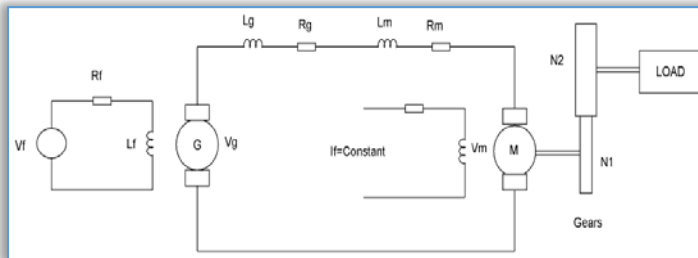 Lg
Rg
Lm
Rm
N2
LOAD
Rf
Vf
Lf
G
Vg
If=Constant
Vm
M
N1
Gears